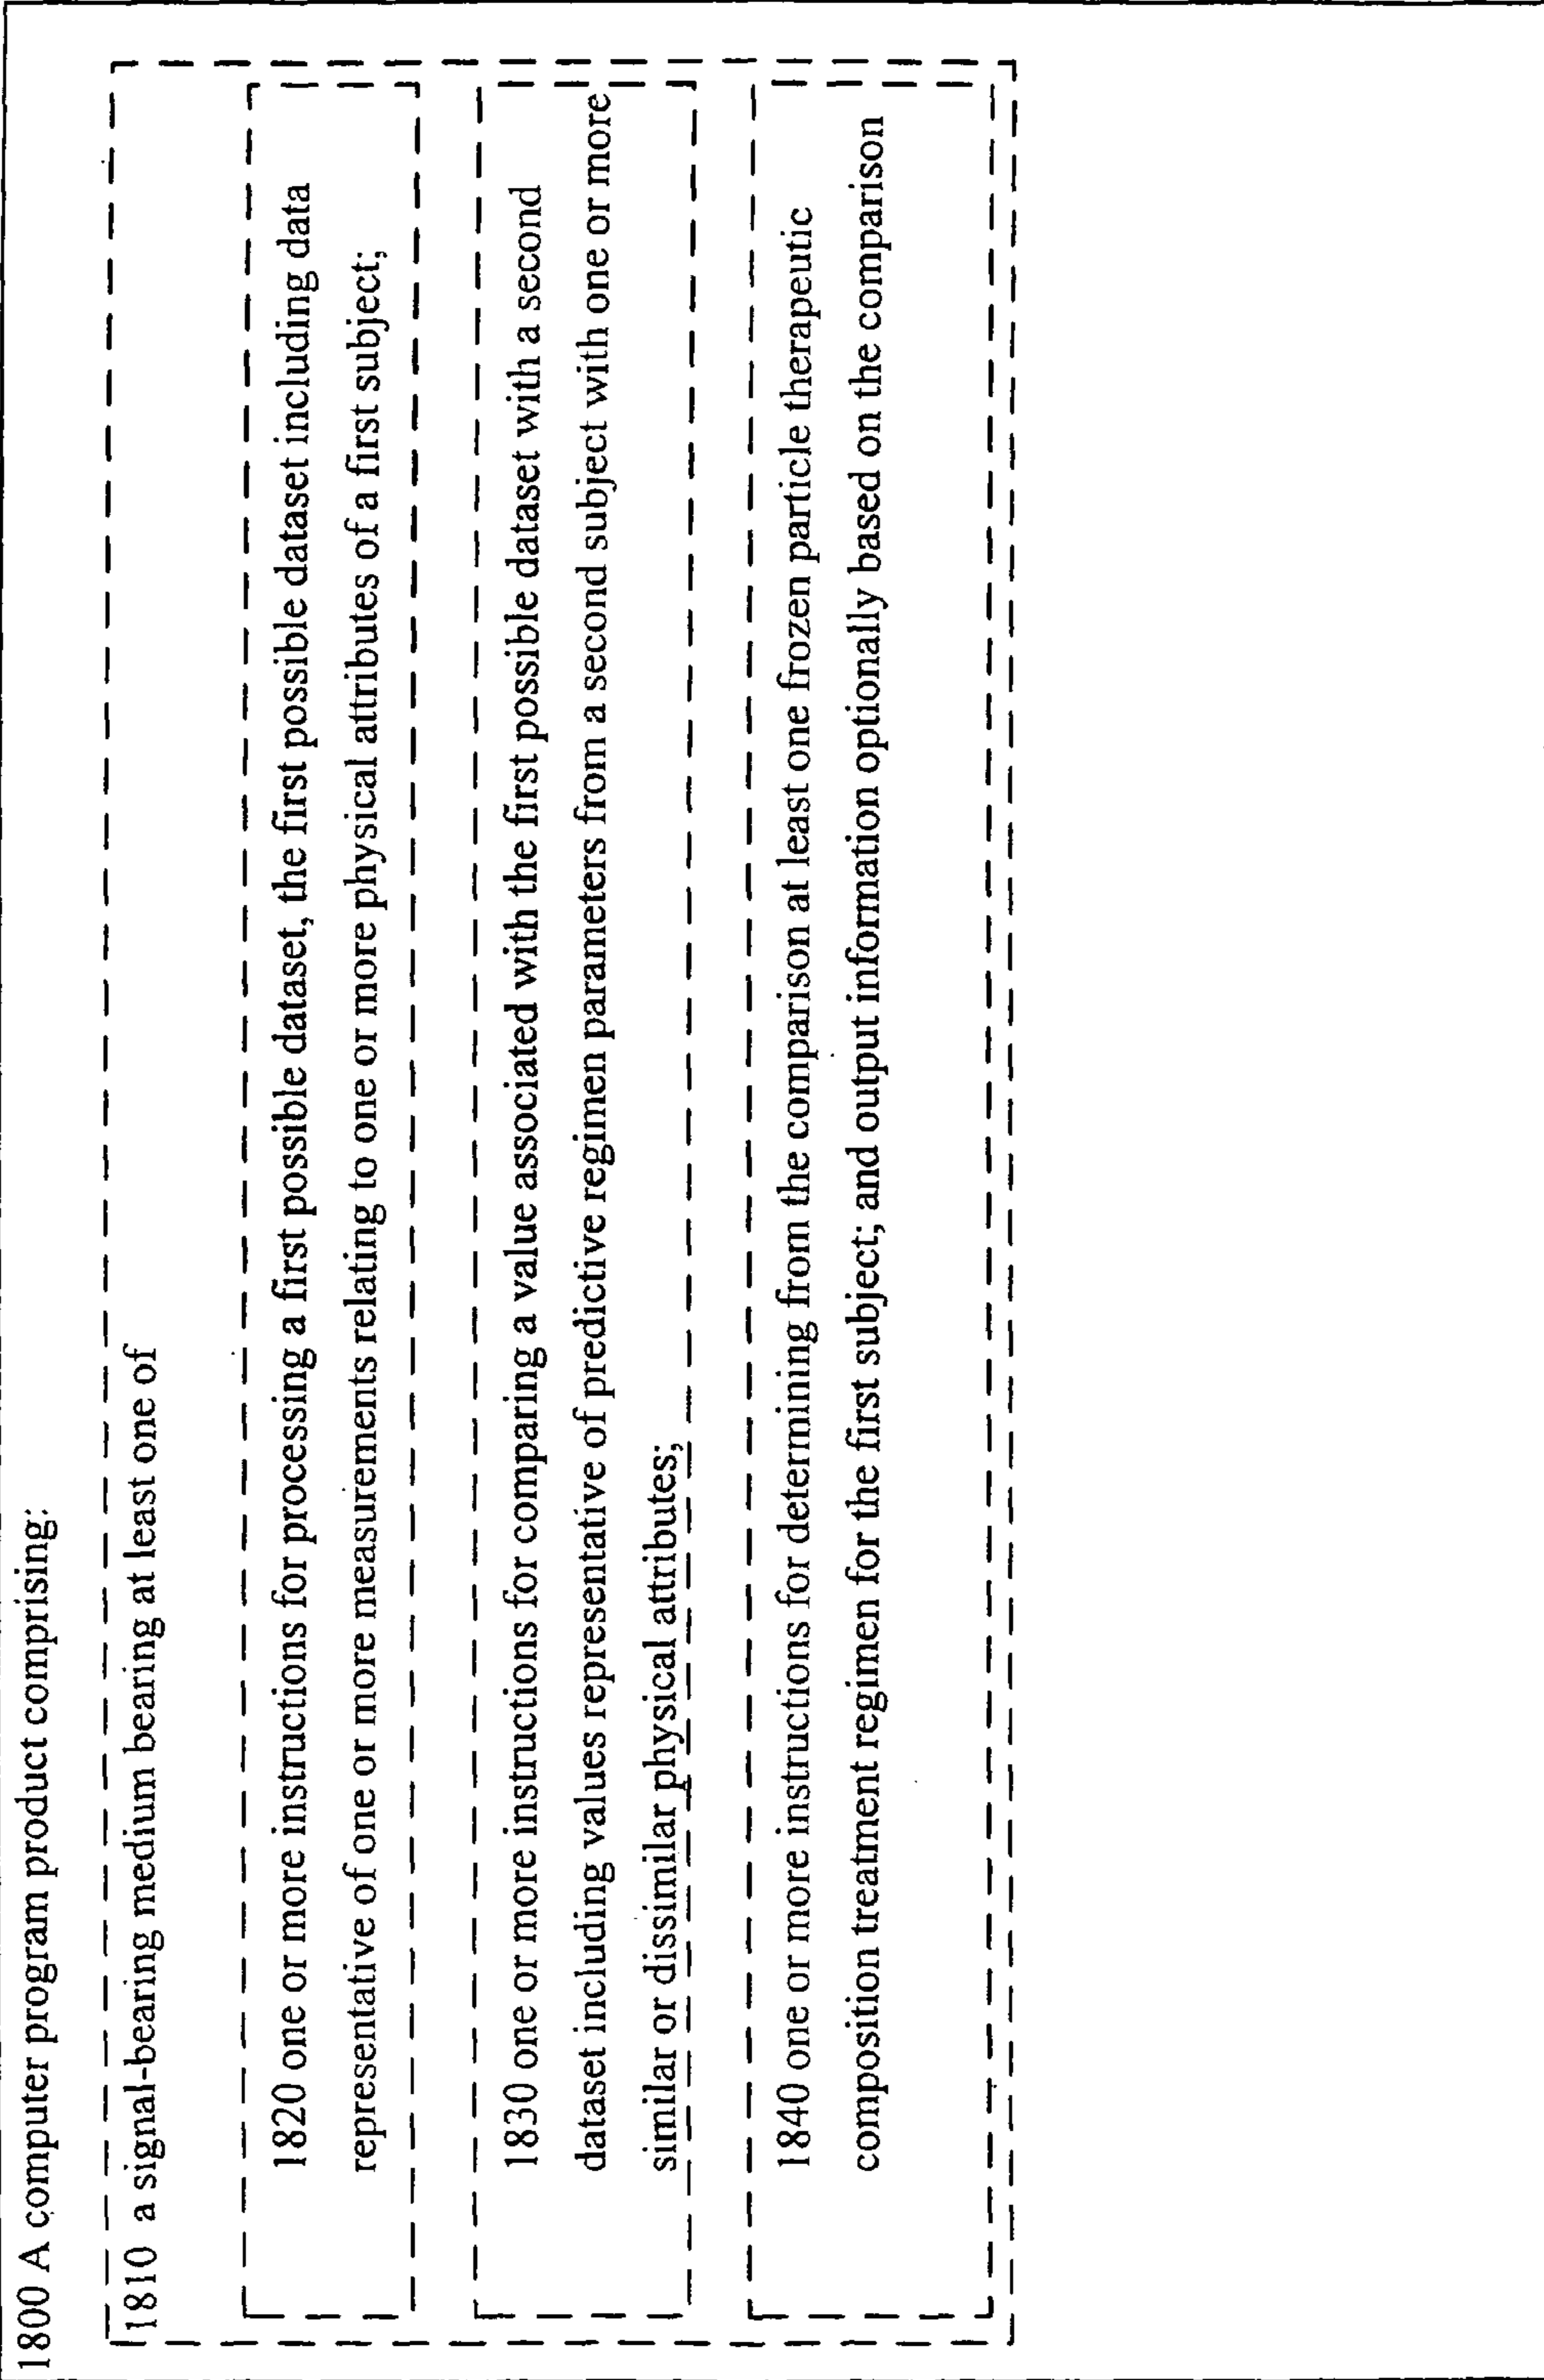 1800 A computer program product comprising:
1810 a signal-bearing medium bearing at least one of
1820 one or more instructions for processing a first possible dataset, the first possible dataset including data
representative of one or more measurements relating to one or more physical attributes of a first subject;
1830 one or more instructions for comparing a value associated with the first possible dataset with a second
dataset including values representative of predictive regimen parameters from a second subject with one or more
similar or dissimilar physical attributes;
1840 one or more instructions for determining from the comparison at least one frozen particle therapeutic
composition treatment regimen for the first subject; and output information optionally based on the comparison